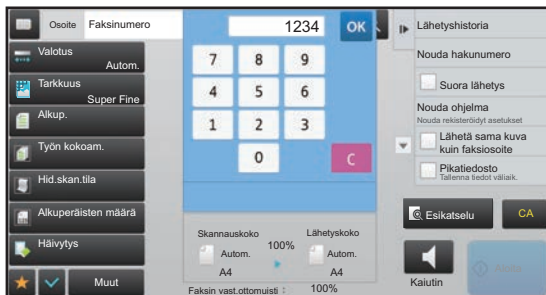 Osoite
Faksinumero
1234
OK
Lähetyshistoria
Valotus
Autom.
Nouda hakunumero
7 8 9
Tarkkuus
Super Fine
Suora lähetys
4 5 6
Nouda ohjelma
Nouda rekisteröidyt asetukset
Alkup.
1 2 3
Lähetä sama kuva
kuin faksiosoite
Työn kokoam.
0 C
Pikatiedosto
Tallenna tiedot väliaik.
Hid.skan.tila
Alkuperäisten määrä
Esikatselu
CA
Skannauskoko
Lähetyskoko
Häivytys
Autom.
100%
Autom.
A4
A4
Aloita
Muut
Kaiutin
Faksin vast.ottomuisti : 100%